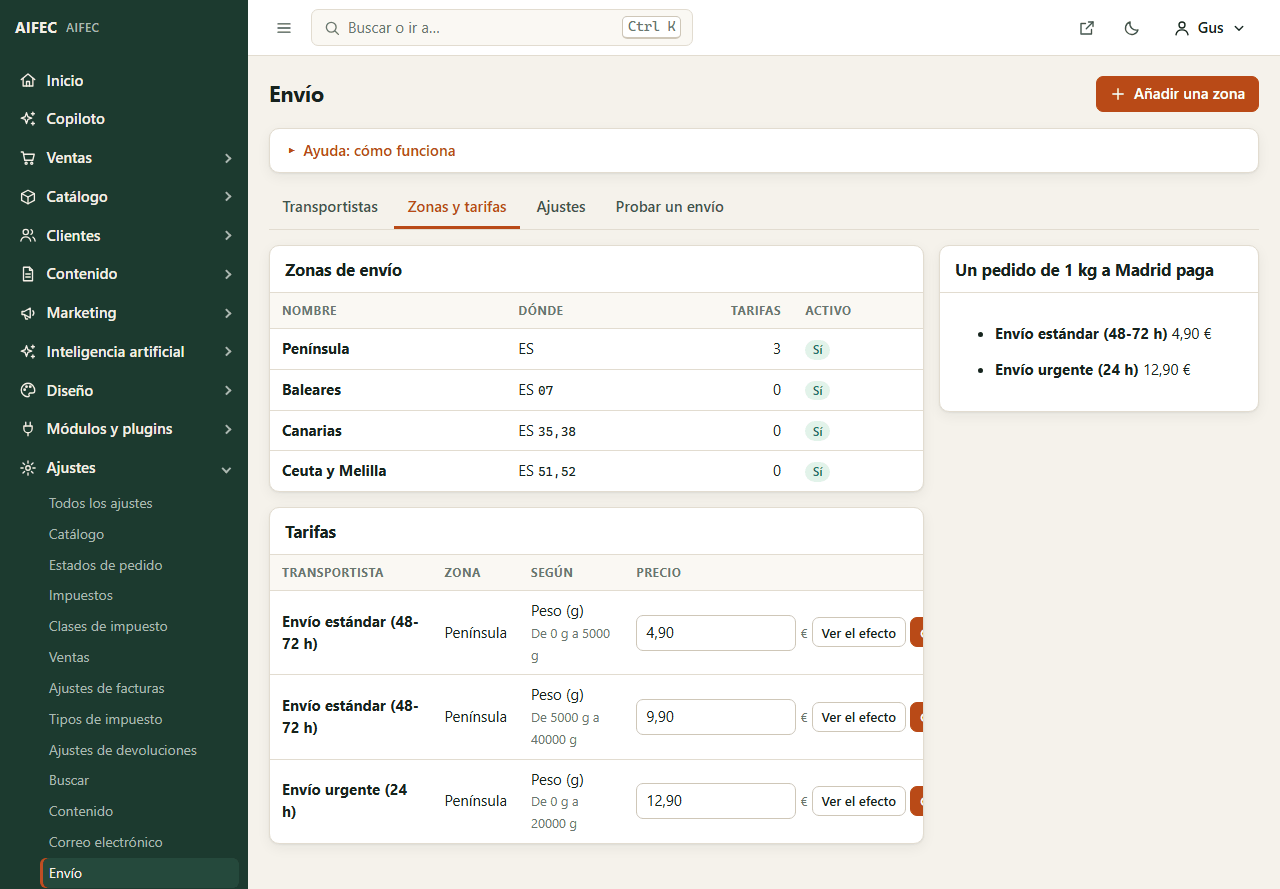 AIFEC AIFEC
Buscar o ir a...
Ctrl K
Gus
Inicio
Copiloto
Ventas
Catálogo
Clientes
Contenido
Marketing
Inteligencia artificial
Diseño
Módulos y plugins
Ajustes
Todos los ajustes
Catálogo
Estados de pedido
Impuestos
Clases de impuesto
Ventas
Ajustes de facturas
Tipos de impuesto
Ajustes de devoluciones
Buscar
Contenido
Correo electrónico
Envío
Envío
Añadir una zona
Ayuda: cómo funciona
Transportistas Zonas y tarifas Ajustes Probar un envío
Zonas de envío
NOMBRE DÓNDE TARIFAS ACTIVO
Península ES 3 Sí
Baleares ES 07 0 Sí
Canarias ES 35,38 0 Sí
Ceuta y Melilla ES 51,52 0 Sí
Tarifas
TRANSPORTISTA ZONA SEGÚN PRECIO
Envío estándar (48-
72 h)
Península
Peso (g)
De 0 g a 5000
g
4,90 € Ver el efecto
Envío estándar (48-
72 h)
Península
Peso (g)
De 5000 g a
40000 g
9,90 € Ver el efecto
Envío urgente (24
h)
Península
Peso (g)
De 0 g a
20000 g
12,90 € Ver el efecto
Un pedido de 1 kg a Madrid paga
Envío estándar (48-72 h) 4,90 €
Envío urgente (24 h) 12,90 €